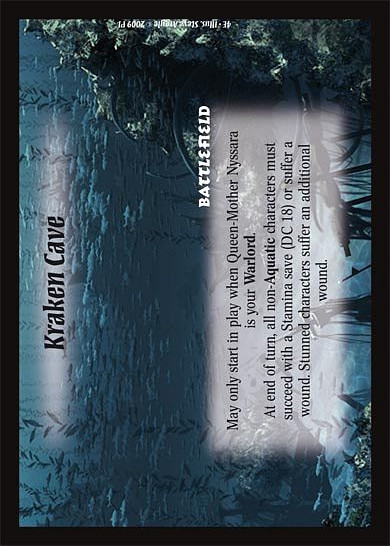 Kraken Cave
BATTLEFIELD
May only start in play when Queen-Mother Nyssara
is your Warlord.
At end of turn, all non-Aquatic characters must
succeed with a Stamina save (DC 18) or suffer a
wound. Stunned characters suffer an additional
wound.
4E · Illus. Steve Argyle · 2009 PI